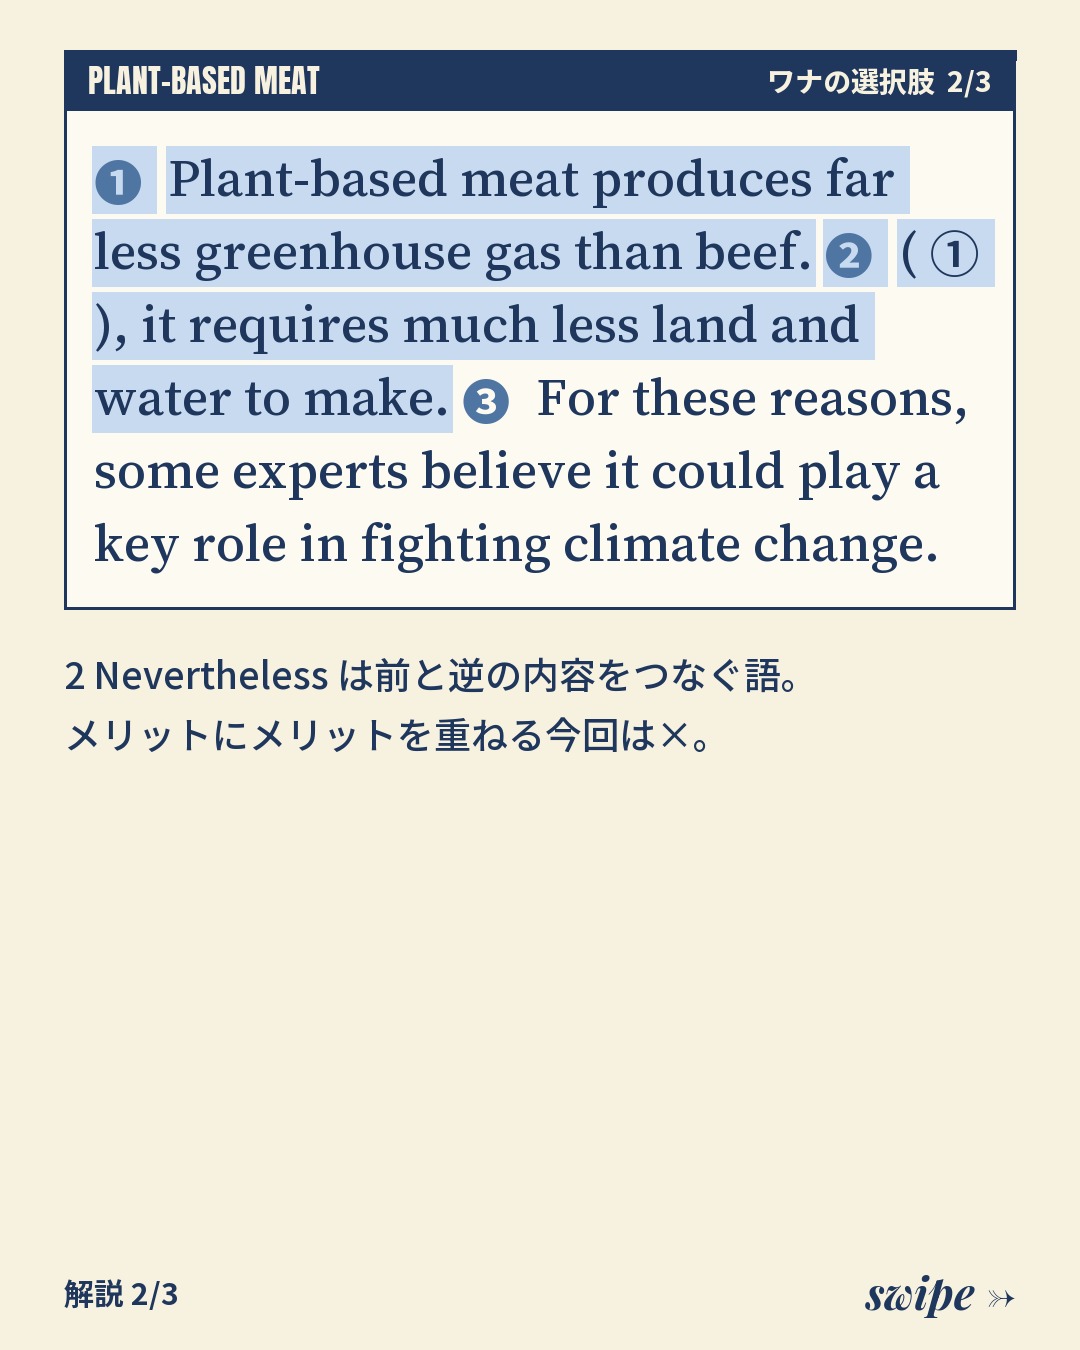 PLANT-BASED MEAT
ワナの選択肢 2/3
❶ Plant-based meat produces far
less greenhouse gas than beef. ❷ ( ①
), it requires much less land and
water to make. ❸ For these reasons,
some experts believe it could play a
key role in fighting climate change.
2 Nevertheless は前と逆の内容をつなぐ語。
メリットにメリットを重ねる今回は×。
解説 2/3
swipe